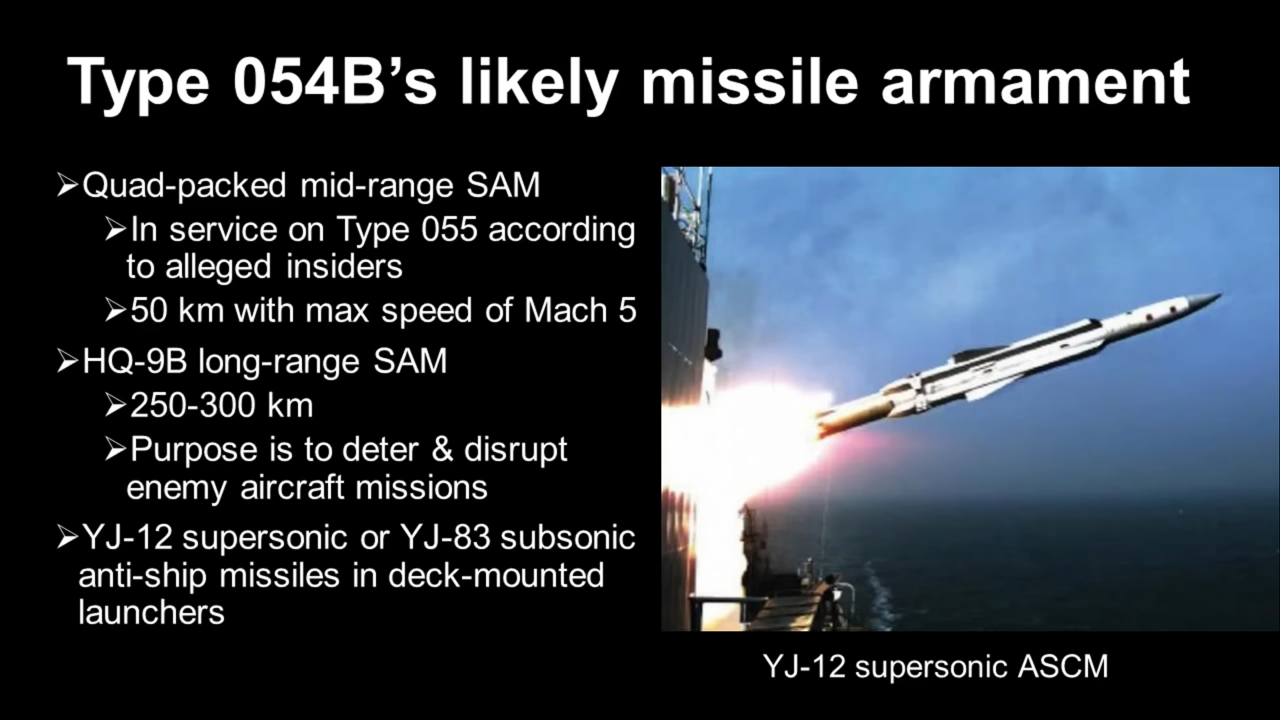 Type 054B’s likely missile armament
➢Quad-packed mid-range SAM
➢In service on Type 055 according
to alleged insiders
➢50 km with max speed of Mach 5
➢HQ-9B long-range SAM
➢250-300 km
➢Purpose is to deter & disrupt
enemy aircraft missions
➢YJ-12 supersonic or YJ-83 subsonic
anti-ship missiles in deck-mounted
launchers
YJ-12 supersonic ASCM